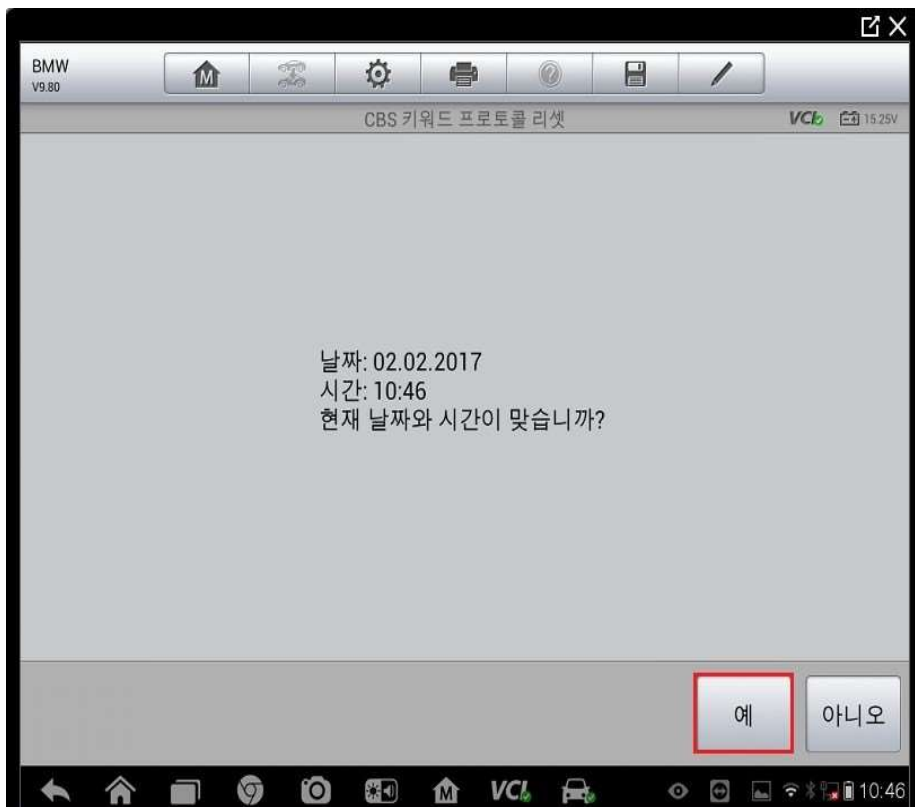 BMW
V9.80
M
CBS 키워드 프로토콜 리셋
VCI
15.25V
날짜: 02.02.2017
시간: 10:46
현재 날짜와 시간이 맞습니까?
예
아니오
M
VCI
10:46